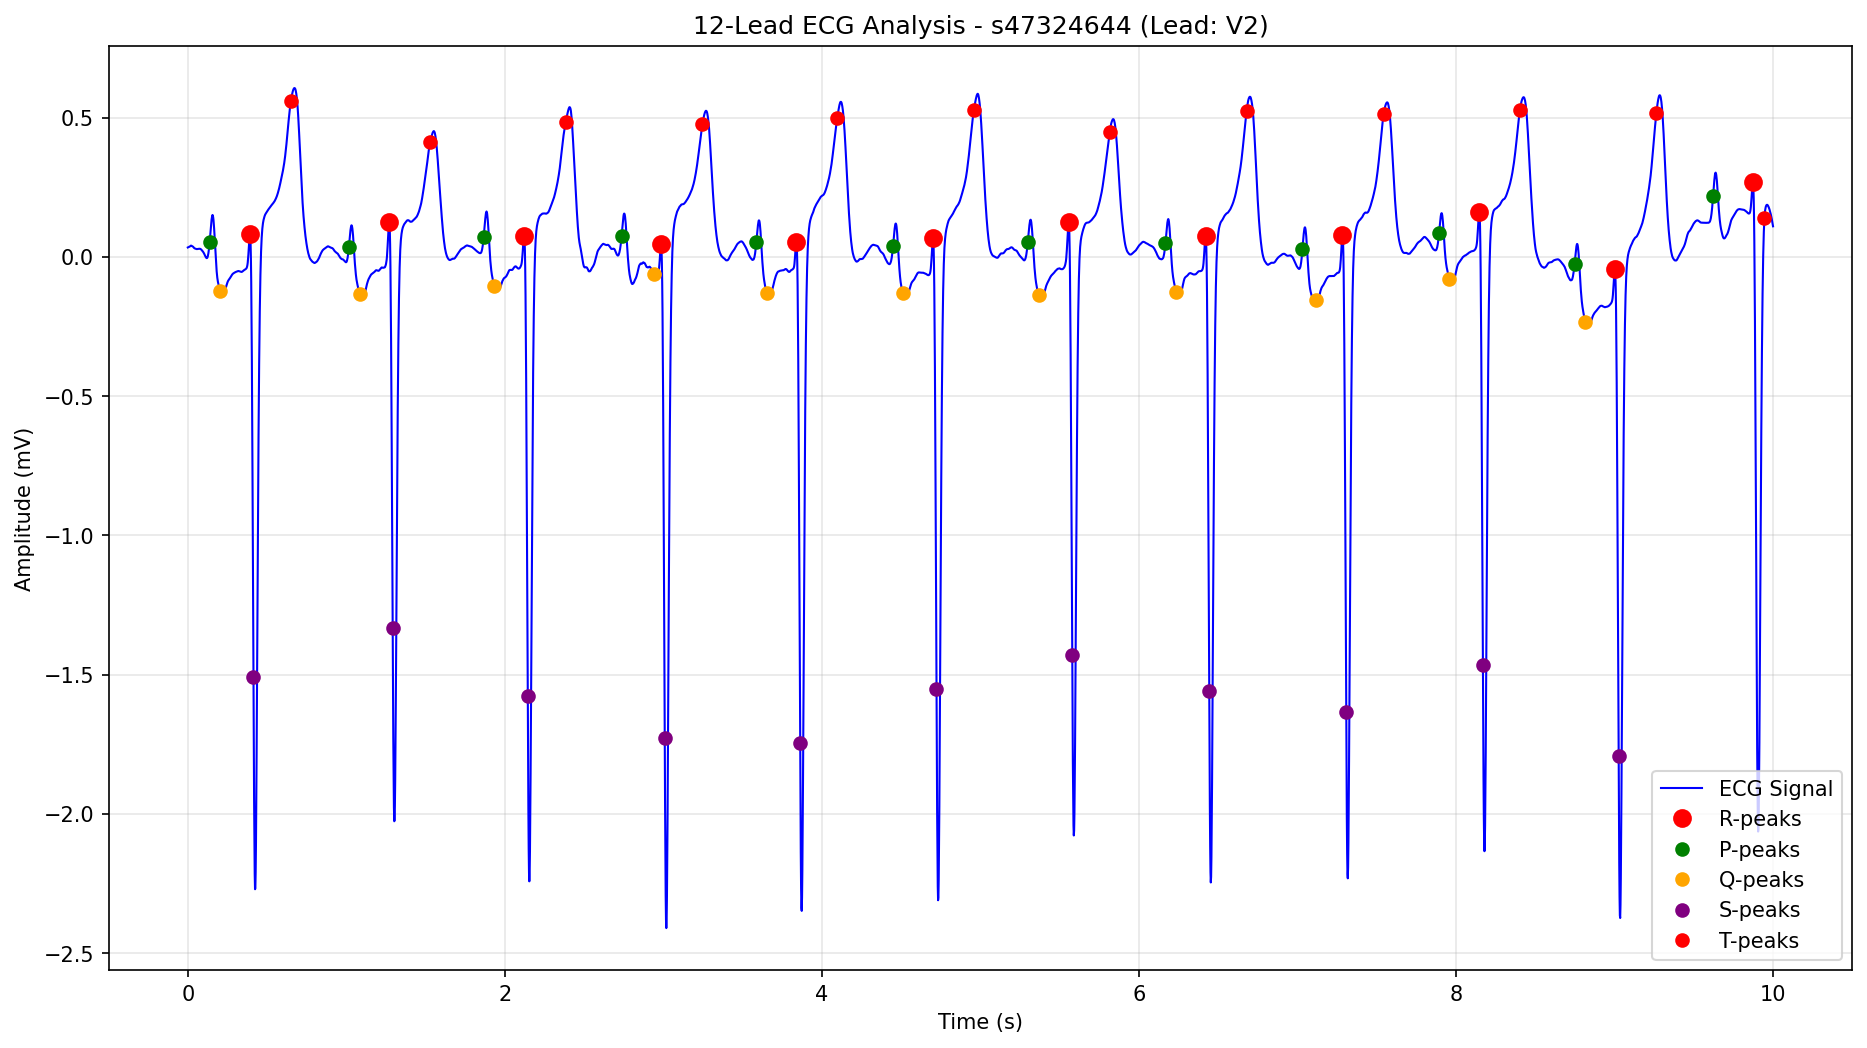 12-Lead ECG Analysis - s47324644 (Lead: V2)
0.5
0.0
−0.5
−1.0
−1.5
−2.0
−2.5
Amplitude (mV)
0 2 4 6 8 10
Time (s)
ECG Signal
R-peaks
P-peaks
Q-peaks
S-peaks
T-peaks